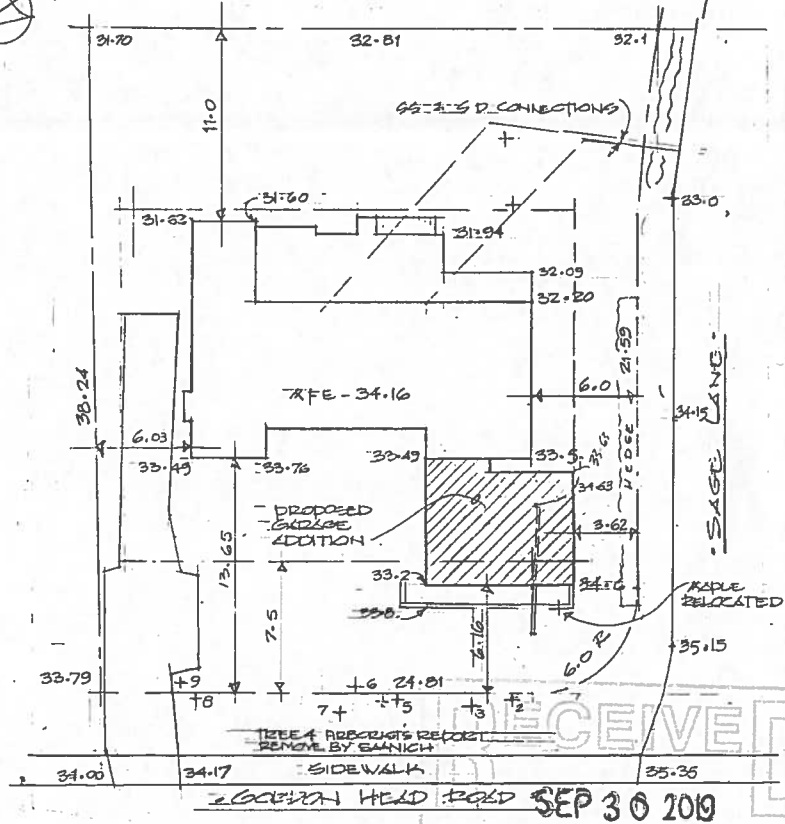 31.70
32.81
32.1
11.0
CONNECTIONS
33.0
31.60
31.62
31.94
32.09
32.20
38.24
FFE - 34.16
6.0
21.59
HEDGE
34.15
SAGE LANE
6.03
33.49
33.76
33.49
33.5
33.63
34.63
PROPOSED
GARAGE
ADDITION
3.62
13.65
7.5
33.2
6.16
MAPLE
RELOCATED
6.0 R
35.15
33.79
9
8
7
6
24.81
5
3
2
TREE 4 ARBORISTS REPORT
REMOVE BY SAANICH
RECEIVE
34.00
34.17
SIDEWALK
35.35
GORDON HEAD ROAD
SEP 30 2019